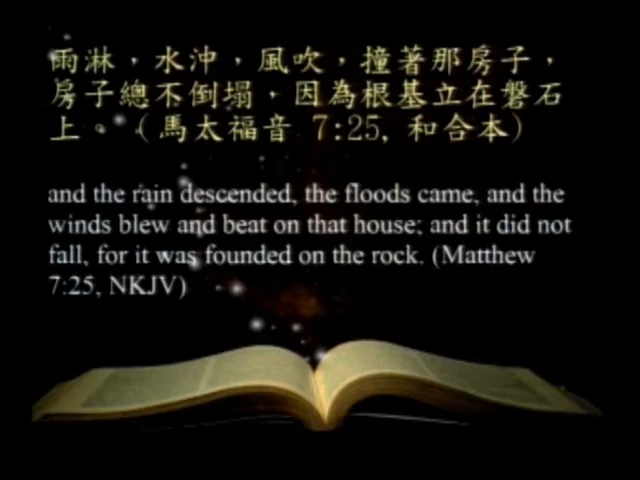 雨淋，水沖，風吹，撞著那房子，
房子總不倒塌，因為根基立在磐石
上。（馬太福音 7:25, 和合本）
and the rain descended, the floods came, and the
winds blew and beat on that house; and it did not
fall, for it was founded on the rock. (Matthew
7:25, NKJV)